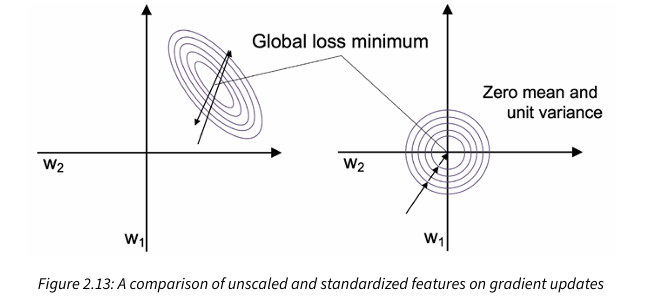 Global loss minimum
Zero mean and
unit variance
w₂
w₁
w₂
w₁
Figure 2.13: A comparison of unscaled and standardized features on gradient updates